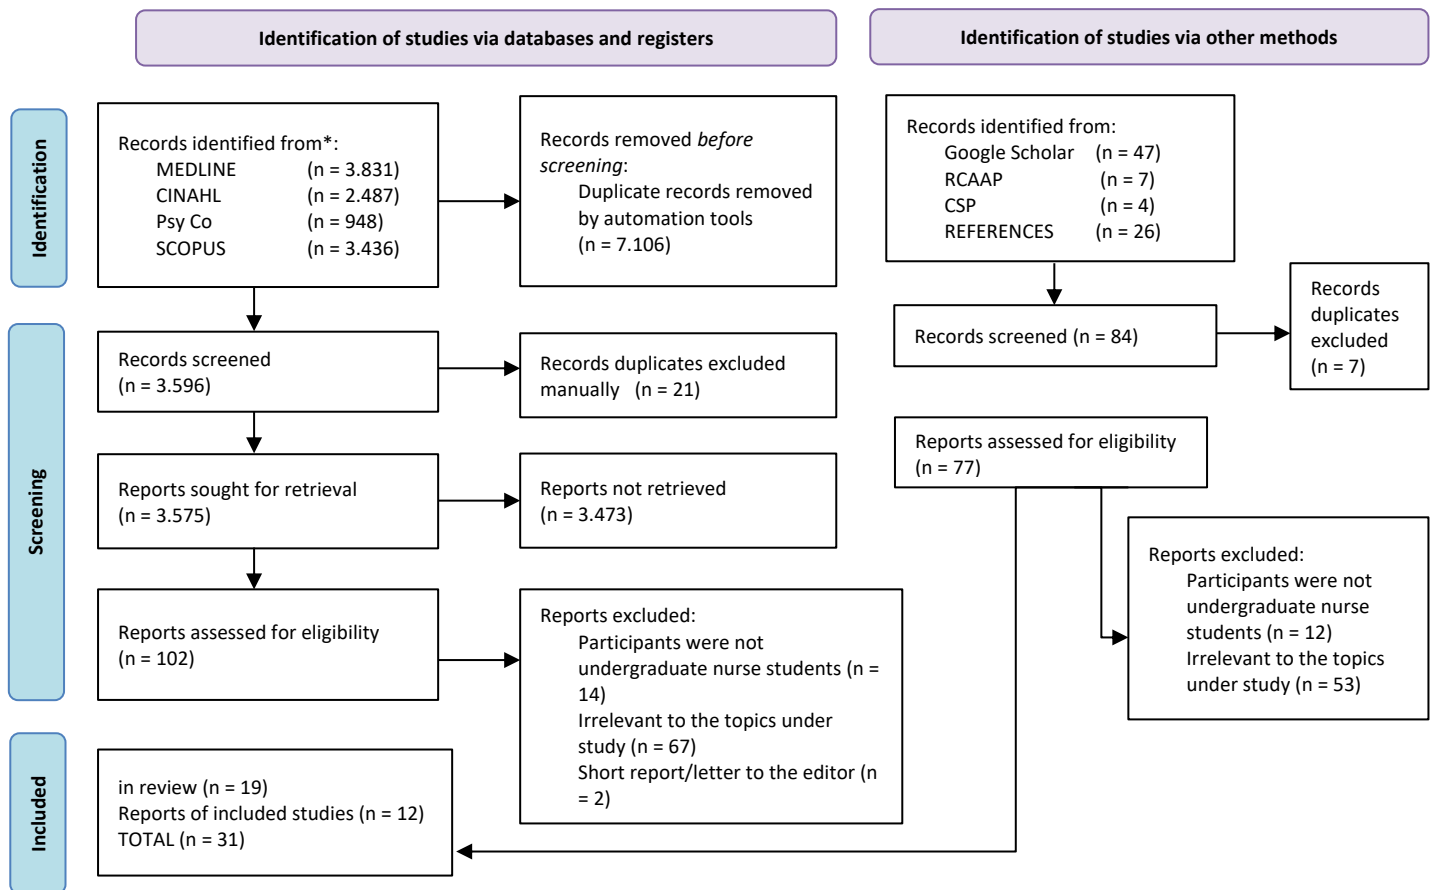 Identification of studies via databases and registers
Identification of studies via other methods
Identification
Records identified from*:
MEDLINE (n = 3.831)
CINAHL (n = 2.487)
Psy Co (n = 948)
SCOPUS (n = 3.436)
Records removed before
screening:
Duplicate records removed
by automation tools
(n = 7.106)
Records identified from:
Google Scholar (n = 47)
RCAAP (n = 7)
CSP (n = 4)
REFERENCES (n = 26)
Screening
Records screened
(n = 3.596)
Records duplicates excluded
manually (n = 21)
Records screened (n = 84)
Records
duplicates
excluded
(n = 7)
Reports sought for retrieval
(n = 3.575)
Reports not retrieved
(n = 3.473)
Reports assessed for eligibility
(n = 77)
Reports assessed for eligibility
(n = 102)
Reports excluded:
Participants were not
undergraduate nurse students (n =
14)
Irrelevant to the topics under
study (n = 67)
Short report/letter to the editor (n
= 2)
Reports excluded:
Participants were not
undergraduate nurse
students (n = 12)
Irrelevant to the topics
under study (n = 53)
Included
in review (n = 19)
Reports of included studies (n = 12)
TOTAL (n = 31)